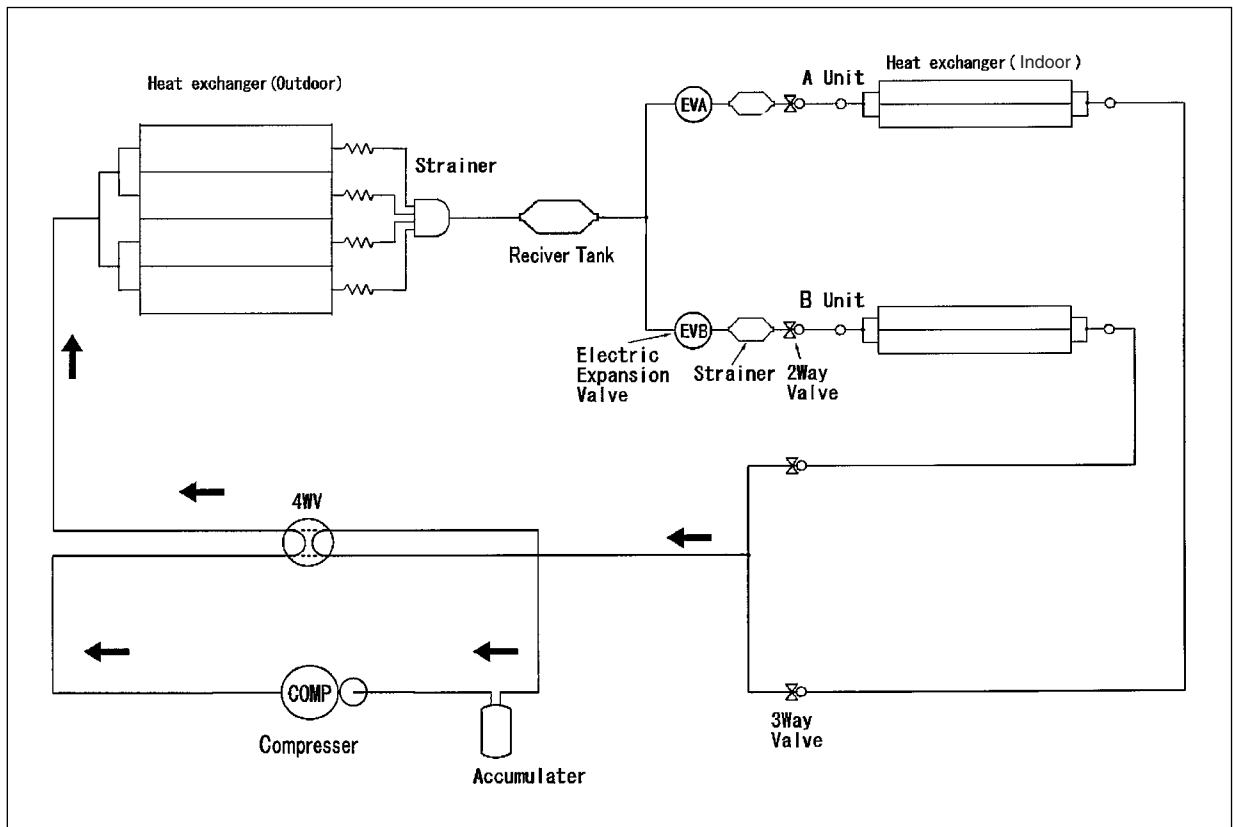 Heat exchanger (Outdoor)
A Unit
Heat exchanger ( Indoor )
EVA
Strainer
Reciver Tank
B Unit
EVB
Electric
Expansion
Valve
Strainer
2Way
Valve
4WV
COMP
Compresser
Accumulater
3Way
Valve